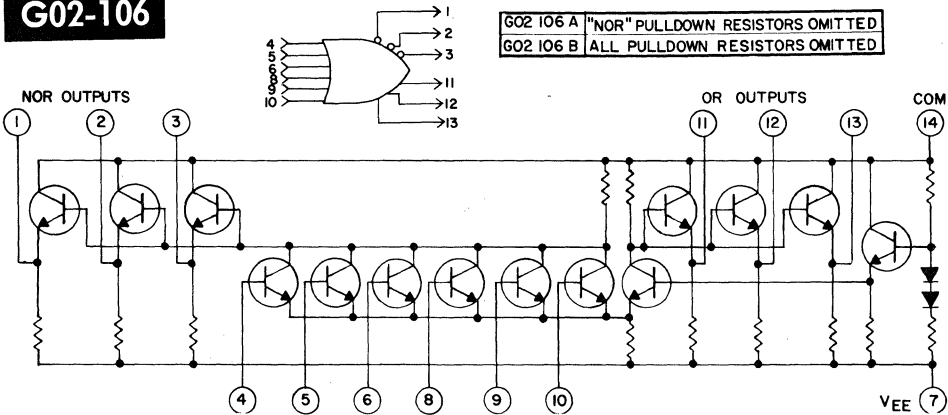 G02-106
1
2
3
4
5
6
8
9
10
11
12
13
G02 106 A "NOR" PULLDOWN RESISTORS OMITTED
G02 106 B ALL PULLDOWN RESISTORS OMITTED
NOR OUTPUTS
OR OUTPUTS
COM
1 2 3 11 12 13 14
4 5 6 8 9 10 VEE 7